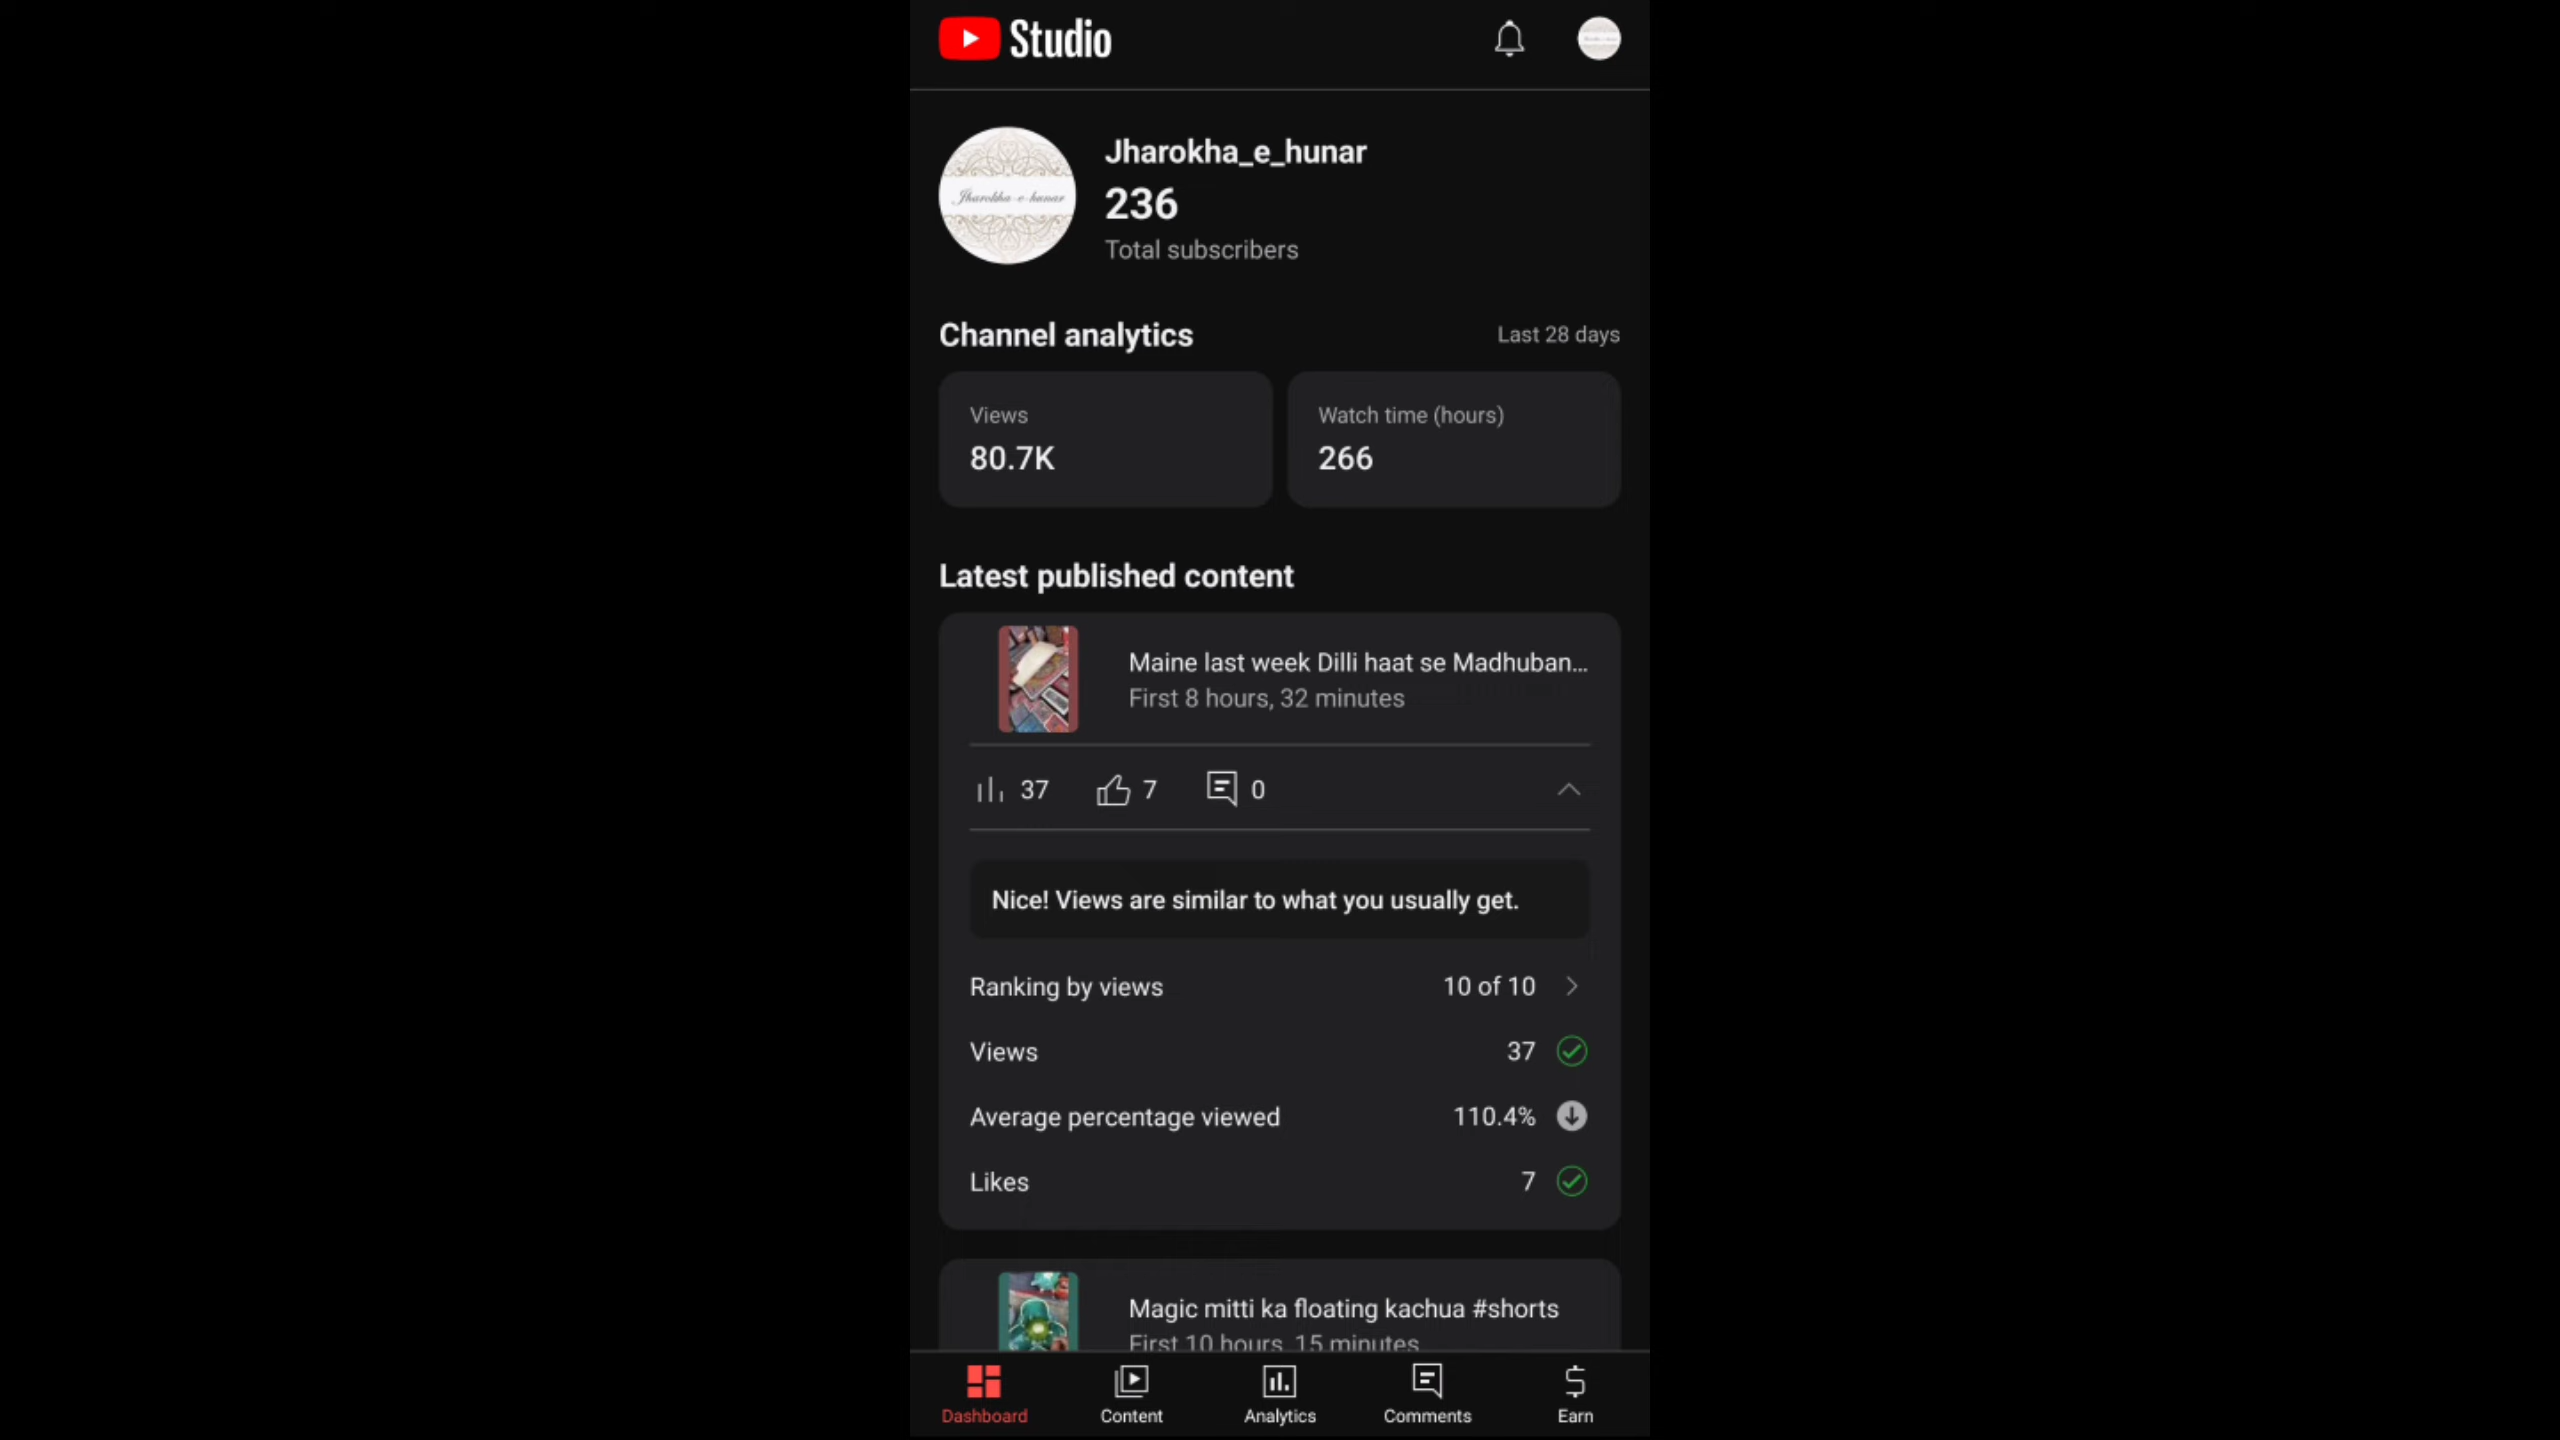 Studio
Jharokha_e_hunar
236
Total subscribers
Jharokha-e-hunar
Channel analytics
Last 28 days
Views
80.7K
Watch time (hours)
266
Latest published content
Maine last week Dilli haat se Madhuban...
First 8 hours, 32 minutes
37
7
0
Nice! Views are similar to what you usually get.
Ranking by views 10 of 10
Views 37
Average percentage viewed 110.4%
Likes 7
Magic mitti ka floating kachua #shorts
First 10 hours, 15 minutes
Dashboard
Content
Analytics
Comments
Earn